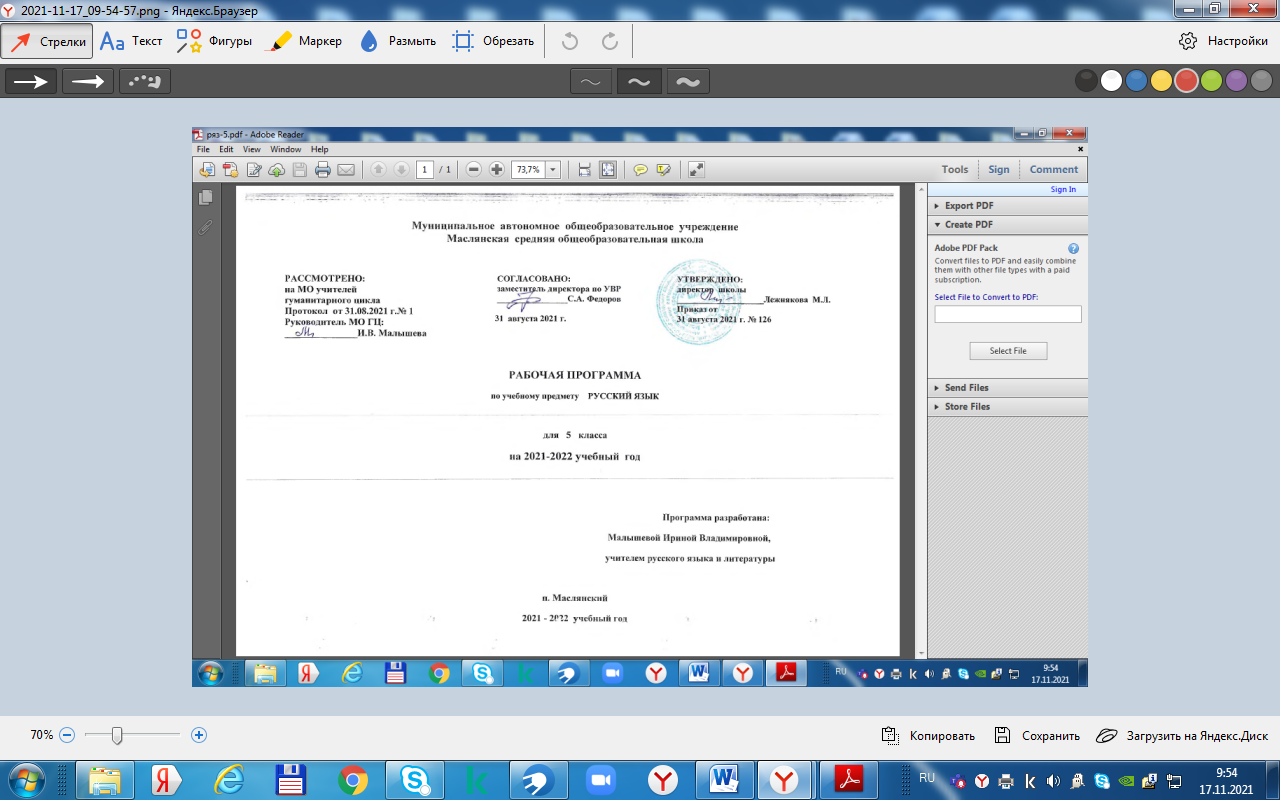 2021-11-17_09-54-57.png - Яндекс.Браузер
Стрелки Текст Фигуры Маркер Размыть Обрезать Настройки
ряз-5.pdf - Adobe Reader
File Edit View Window Help
1 / 1 73,7% Tools Sign Comment
Sign In
Export PDF
Create PDF
Adobe PDF Pack
Convert files to PDF and easily combine
them with other file types with a paid
subscription.
Select File to Convert to PDF:
Select File
Send Files
Store Files
Муниципальное автономное общеобразовательное учреждение
Маслянская средняя общеобразовательная школа
РАССМОТРЕНО:
на МО учителей
гуманитарного цикла
Протокол от 31.08.2021 г.№ 1
Руководитель МО ГЦ:
И.В. Малышева
СОГЛАСОВАНО:
заместитель директора по УВР
С.А. Федоров
31 августа 2021 г.
УТВЕРЖДЕНО:
директор школы
Лежнякова М.Л.
Приказ от
31 августа 2021 г. № 126
РАБОЧАЯ ПРОГРАММА
по учебному предмету РУССКИЙ ЯЗЫК
для 5 класса
на 2021-2022 учебный год
Программа разработана:
Малышевой Ириной Владимировной,
учителем русского языка и литературы
п. Маслянский
2021 - 2022 учебный год
RU 9:54
17.11.2021
70% Копировать Сохранить Загрузить на Яндекс.Диск
RU 9:54
17.11.2021